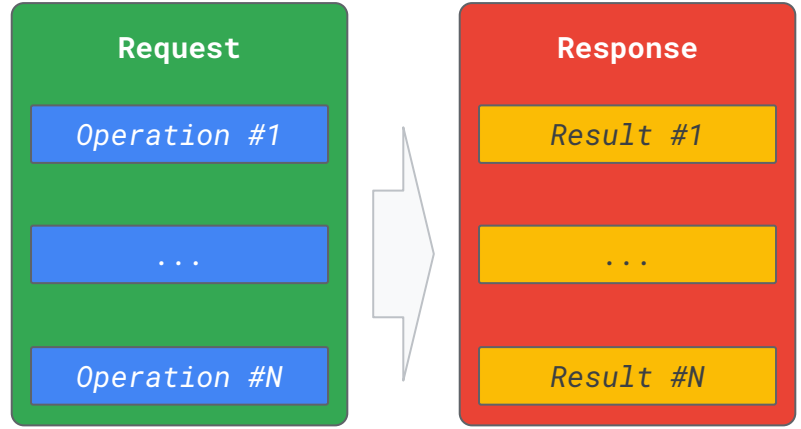 Request
Operation #1
...
Operation #N
Response
Result #1
...
Result #N